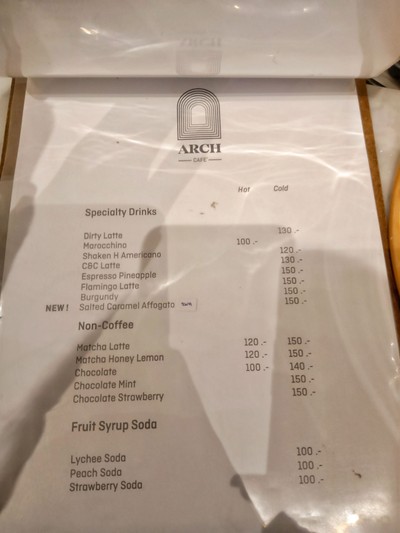 ARCH
CAFE
Hot Cold
Specialty Drinks
Dirty Latte 130 .-
Marocchino 100 .-
Shaken H Americano 120 .-
CBC Latte 130 .-
Espresso Pineapple 150 .-
Flamingo Latte 150 .-
Burgundy 150 .-
NEW! Salted Caramel Affogato 150 .-
Non-Coffee
Matcha Latte 120 .- 150 .-
Matcha Honey Lemon 120 .- 150 .-
Chocolate 100 .- 140 .-
Chocolate Mint 150 .-
Chocolate Strawberry 150 .-
Fruit Syrup Soda
Lychee Soda 100 .-
Peach Soda 100 .-
Strawberry Soda 100 .-